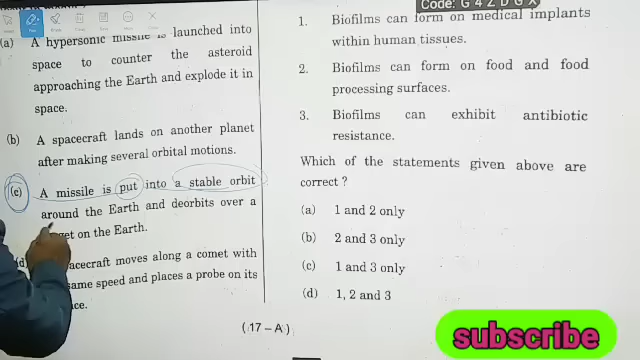 Code: G 4 Z D G X
(a) A hypersonic missile is launched into
space to counter the asteroid
approaching the Earth and explode it in
space.
(b) A spacecraft lands on another planet
after making several orbital motions.
(c) A missile is put into a stable orbit
around the Earth and deorbits over a
on the Earth.
moves along a comet with
same speed and places a probe on its
1. Biofilms can form on medical implants
within human tissues.
2. Biofilms can form on food and food
processing surfaces.
3. Biofilms can exhibit antibiotic
resistance.
Which of the statements given above are
correct ?
(a) 1 and 2 only
(b) 2 and 3 only
(c) 1 and 3 only
(d) 1, 2 and 3
( 17 – A )
subscribe